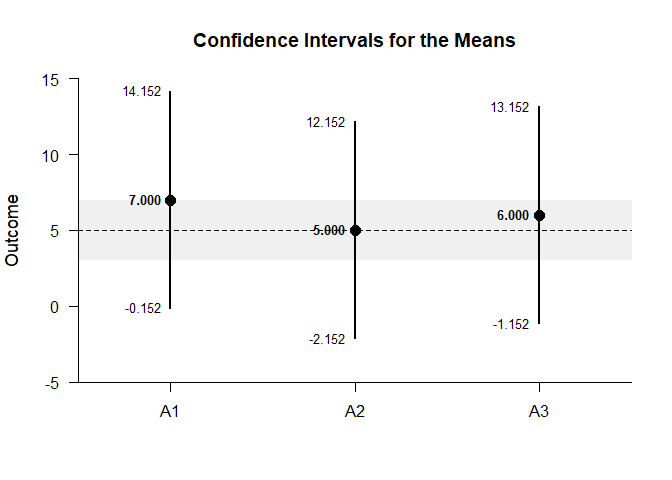 Confidence Intervals for the Means
Outcome
15
10
5
0
-5
14.152
7.000
-0.152
12.152
5.000
-2.152
13.152
6.000
-1.152
A1
A2
A3